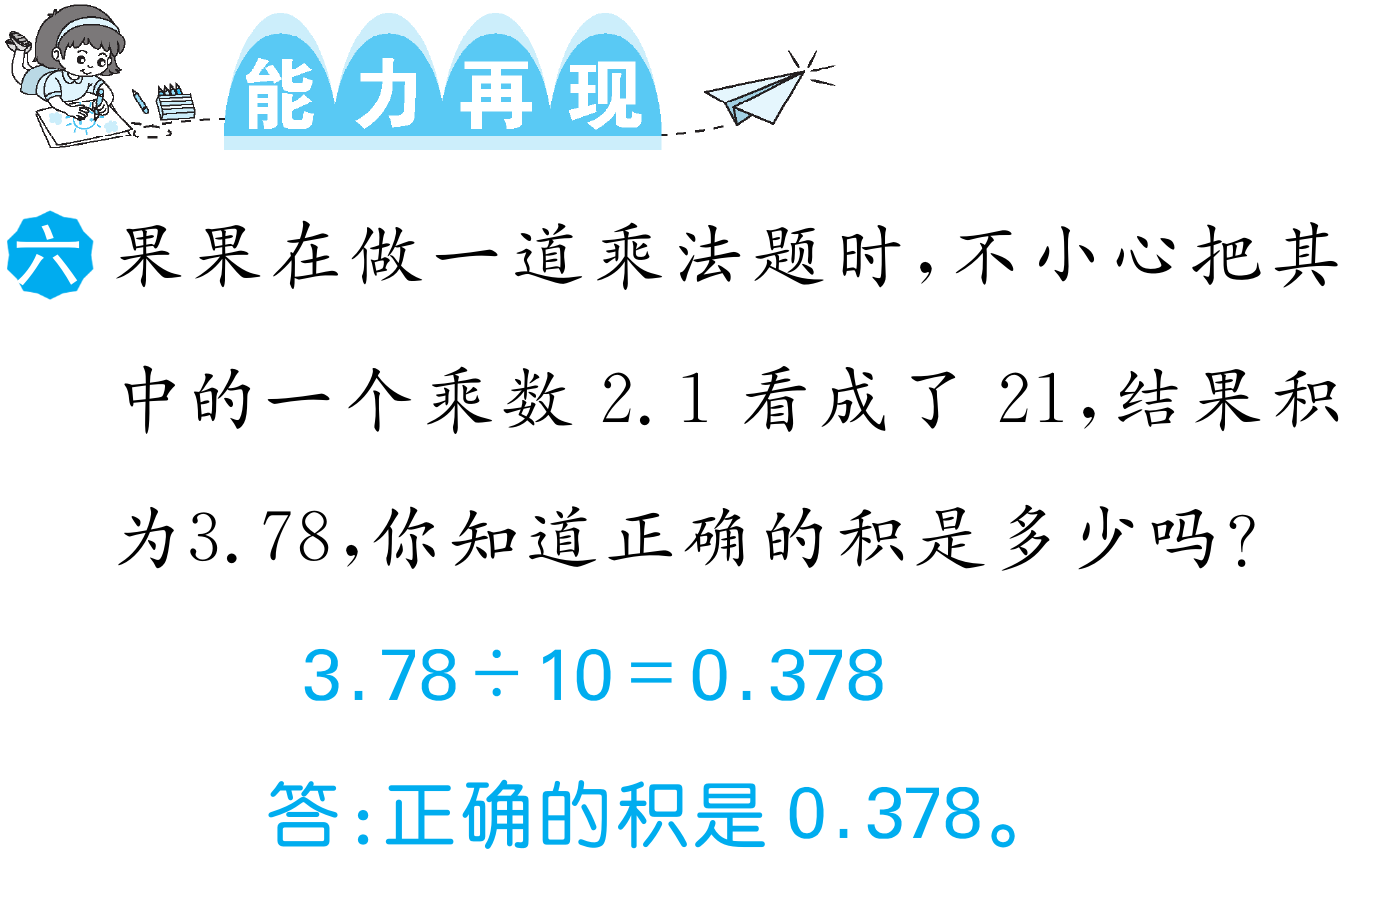 能力再现
六 果果在做一道乘法题时,不小心把其
中的一个乘数 2.1 看成了 21,结果积
为3.78,你知道正确的积是多少吗?
3.78÷10=0.378
答:正确的积是 0.378。